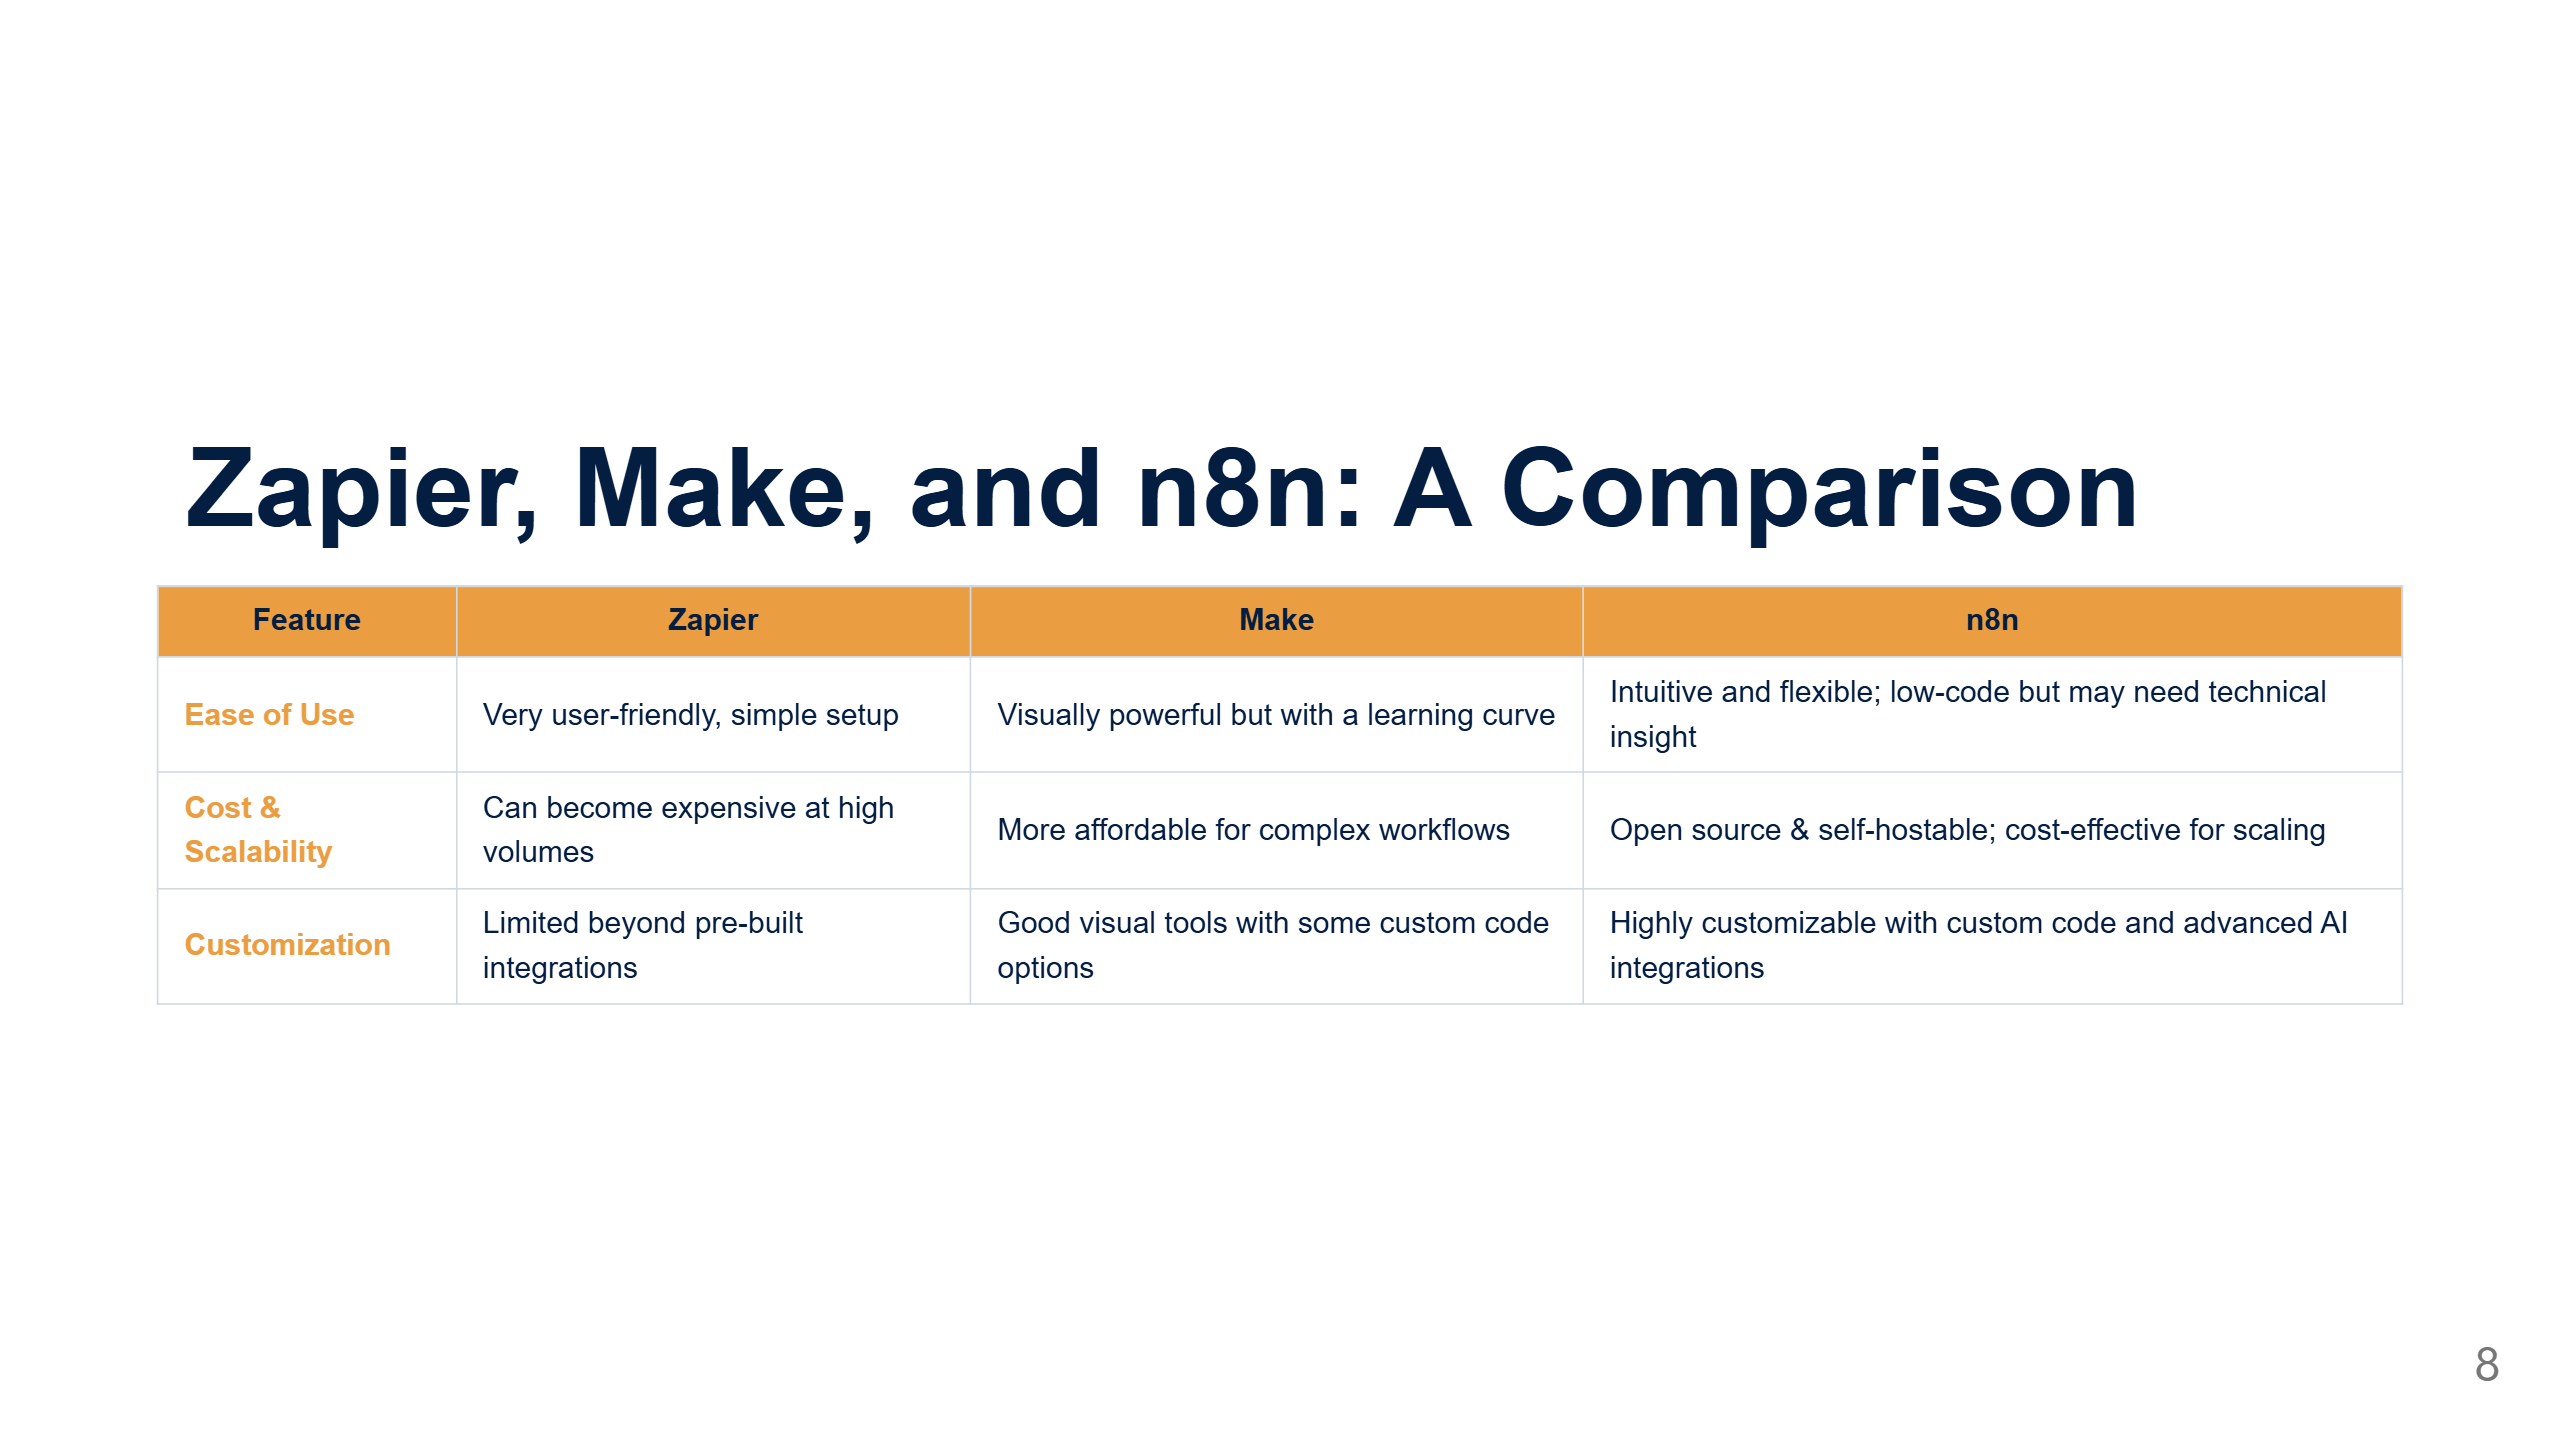 Zapier, Make, and n8n: A Comparison
Feature
Zapier
Make
n8n
Ease of Use
Very user-friendly, simple setup
Visually powerful but with a learning curve
Intuitive and flexible; low-code but may need technical
insight
Cost &
Scalability
Can become expensive at high
volumes
More affordable for complex workflows
Open source & self-hostable; cost-effective for scaling
Customization
Limited beyond pre-built
integrations
Good visual tools with some custom code
options
Highly customizable with custom code and advanced AI
integrations
8